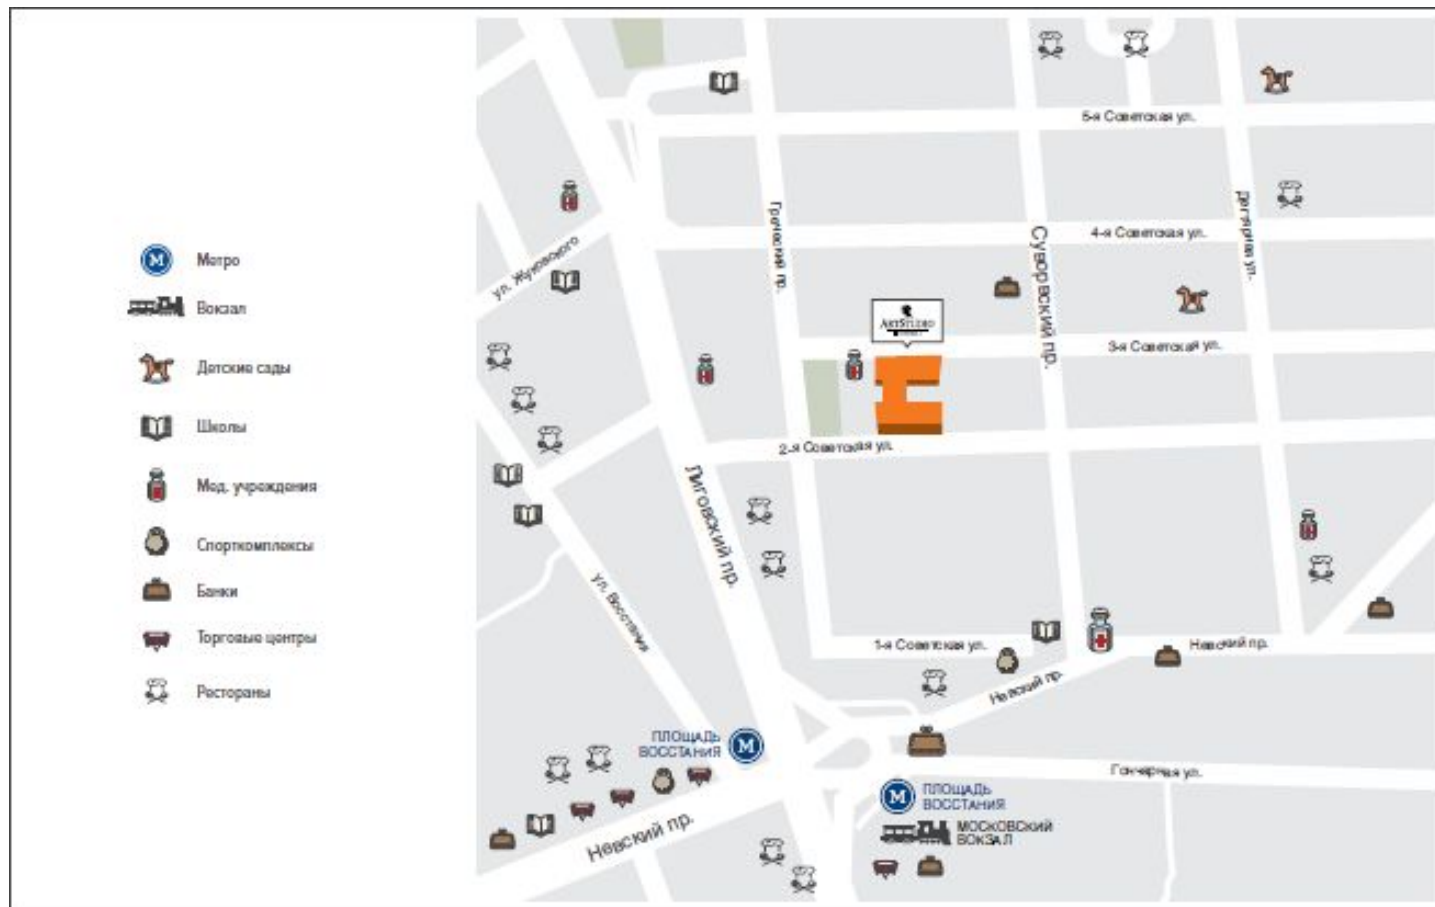 Метро
Вокзал
Детские сады
Школы
Мед. учреждения
Спорткомплексы
Банки
Торговые центры
Рестораны
5-я Советская ул.
Греческий пр.
Дегтярная ул.
4-я Советская ул.
Суворвский пр.
ул. Жуковского
ARTSTUDIO
3-я Советская ул.
2-я Советская ул.
Лиговский пр.
ул. Восстания
1-я Советская ул.
Невский пр.
Невский пр.
ПЛОЩАДЬ
ВОССТАНИЯ
Гончарная ул.
ПЛОЩАДЬ
ВОССТАНИЯ
МОСКОВСКИЙ
ВОКЗАЛ
Невский пр.